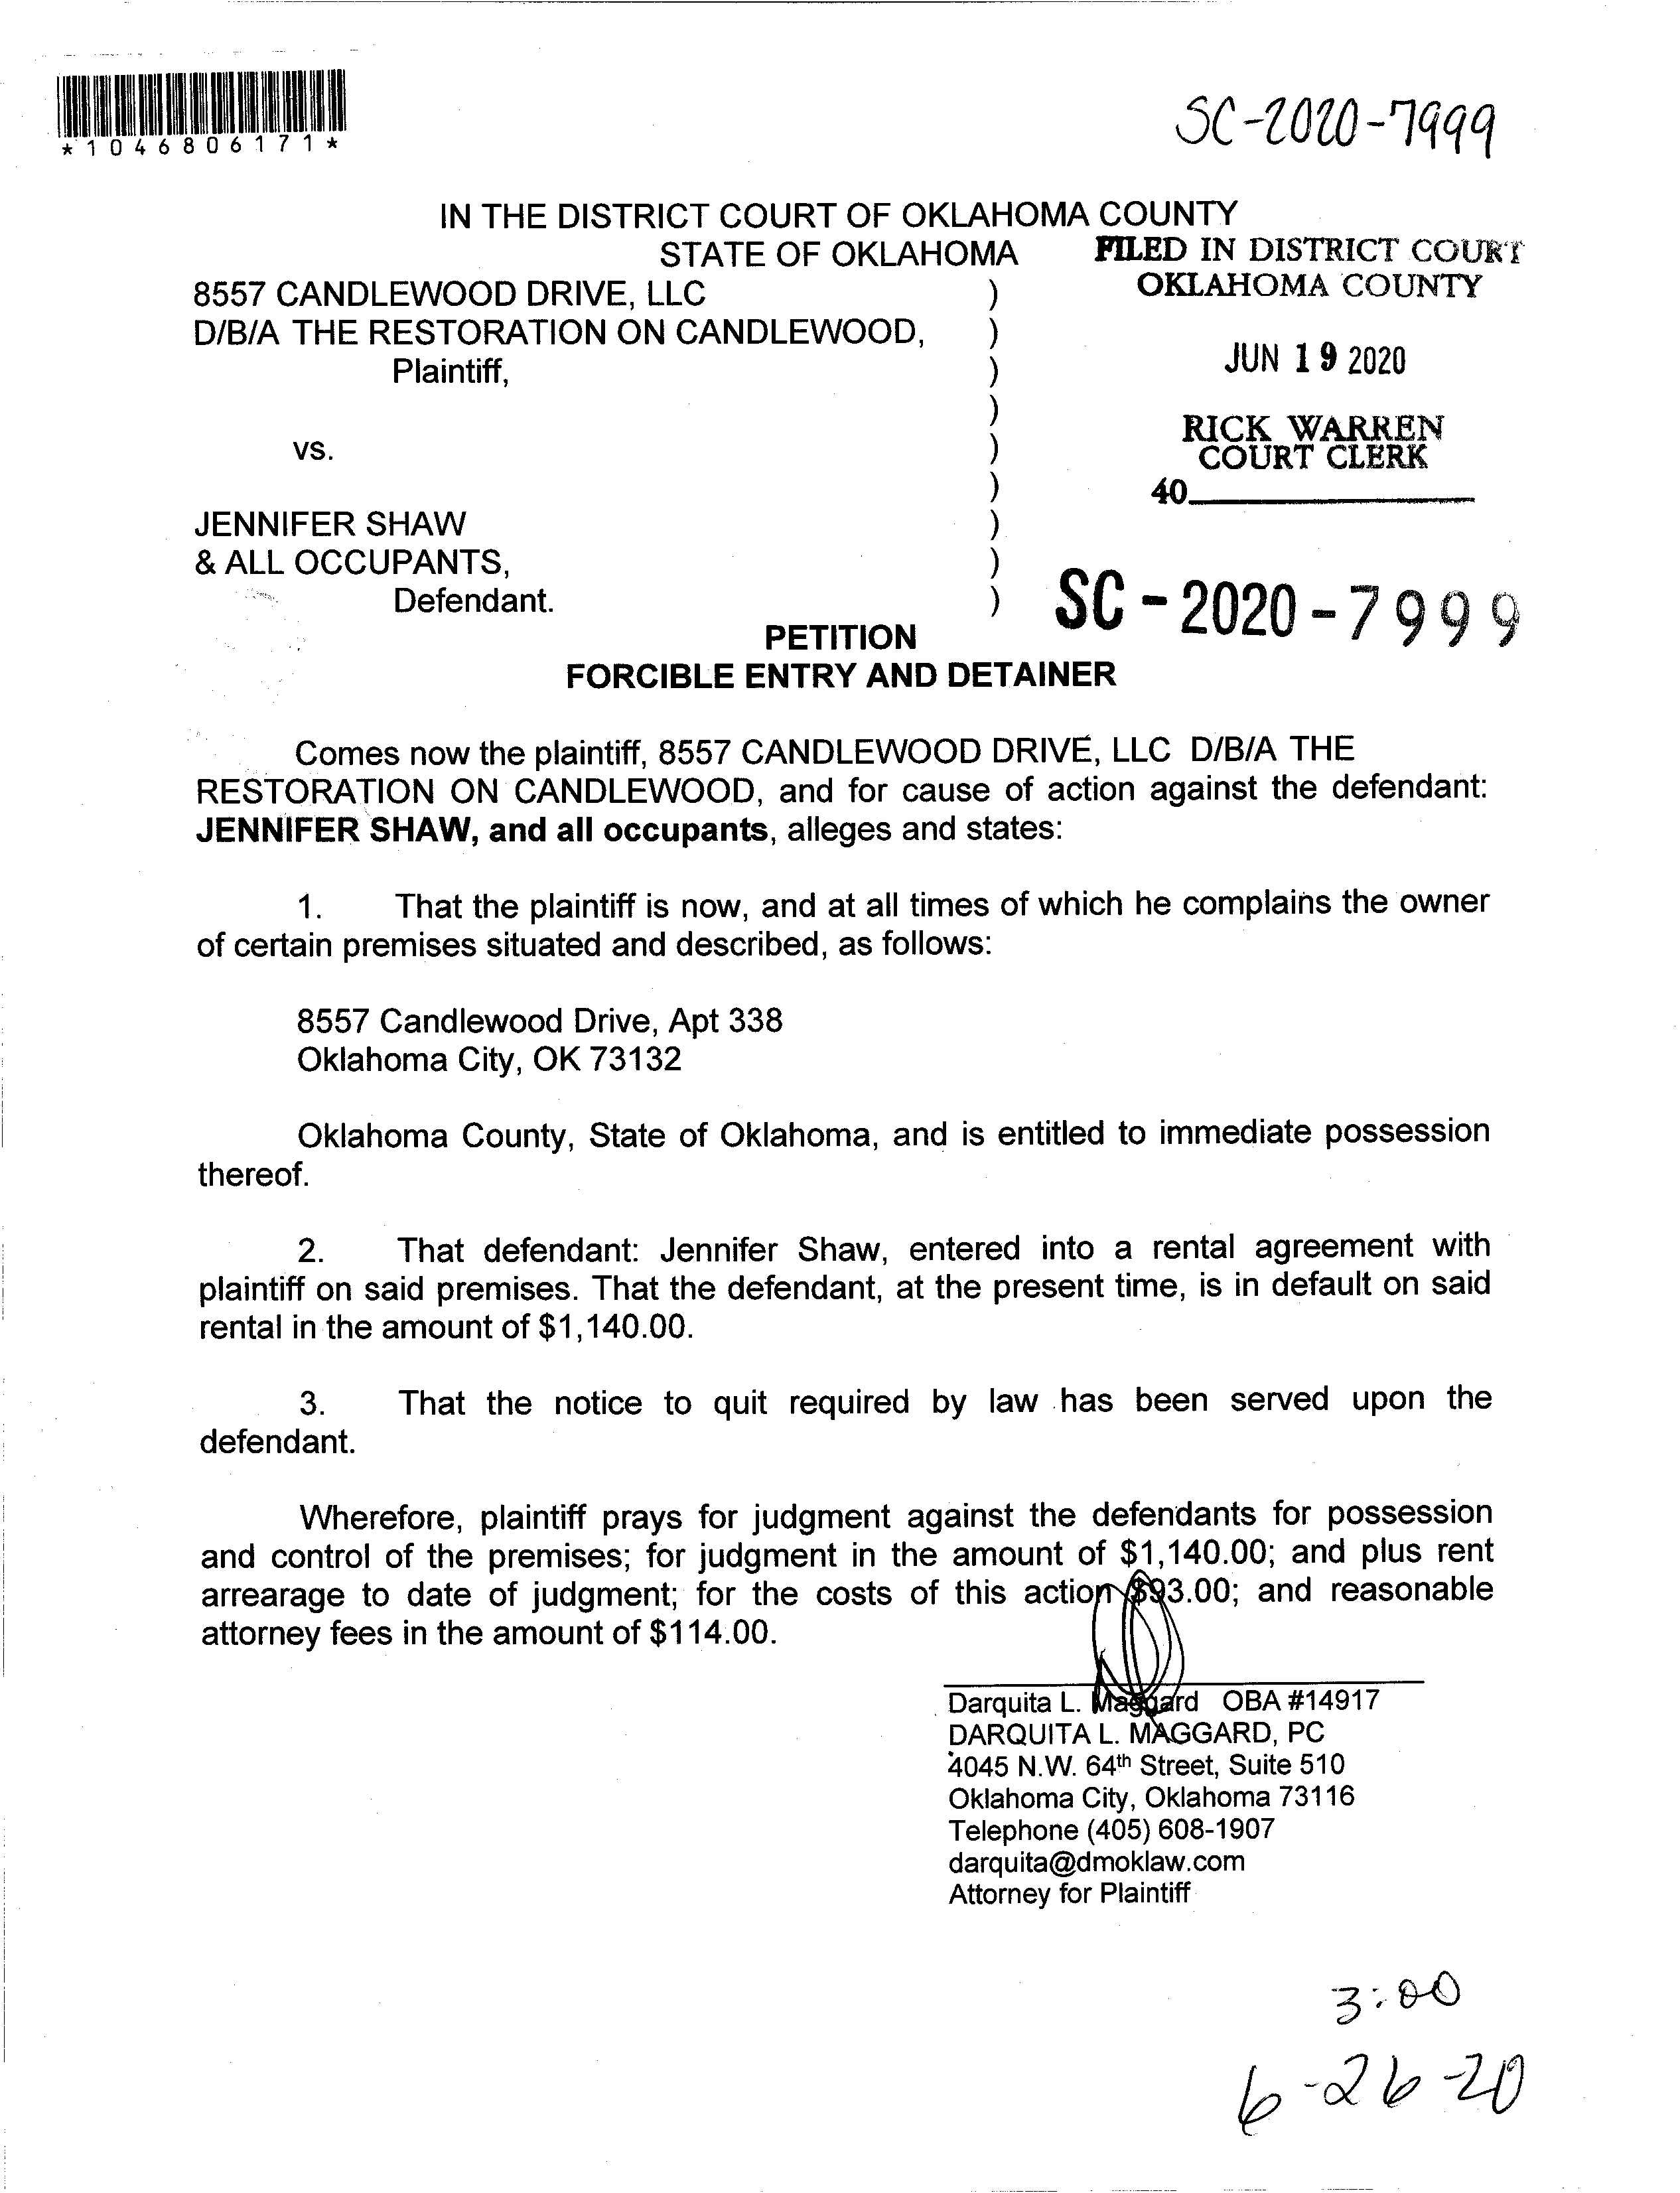 *1046806171*
SC-2020-7999
IN THE DISTRICT COURT OF OKLAHOMA COUNTY
STATE OF OKLAHOMA
FILED IN DISTRICT COURT
OKLAHOMA COUNTY
JUN 19 2020
RICK WARREN
COURT CLERK
40
8557 CANDLEWOOD DRIVE, LLC )
D/B/A THE RESTORATION ON CANDLEWOOD, )
Plaintiff, )
)
vs. )
)
JENNIFER SHAW )
& ALL OCCUPANTS, )
Defendant. )
SC-2020-7999
PETITION
FORCIBLE ENTRY AND DETAINER
Comes now the plaintiff, 8557 CANDLEWOOD DRIVE, LLC D/B/A THE
RESTORATION ON CANDLEWOOD, and for cause of action against the defendant:
JENNIFER SHAW, and all occupants, alleges and states:
1. That the plaintiff is now, and at all times of which he complains the owner
of certain premises situated and described, as follows:
8557 Candlewood Drive, Apt 338
Oklahoma City, OK 73132
Oklahoma County, State of Oklahoma, and is entitled to immediate possession
thereof.
2. That defendant: Jennifer Shaw, entered into a rental agreement with
plaintiff on said premises. That the defendant, at the present time, is in default on said
rental in the amount of $1,140.00.
3. That the notice to quit required by law has been served upon the
defendant.
Wherefore, plaintiff prays for judgment against the defendants for possession
and control of the premises; for judgment in the amount of $1,140.00; and plus rent
arrearage to date of judgment; for the costs of this action $93.00; and reasonable
attorney fees in the amount of $114.00.
Darquita L. Maggard OBA #14917
DARQUITA L. MAGGARD, PC
4045 N.W. 64th Street, Suite 510
Oklahoma City, Oklahoma 73116
Telephone (405) 608-1907
darquita@dmoklaw.com
Attorney for Plaintiff
3:00
6-26-20